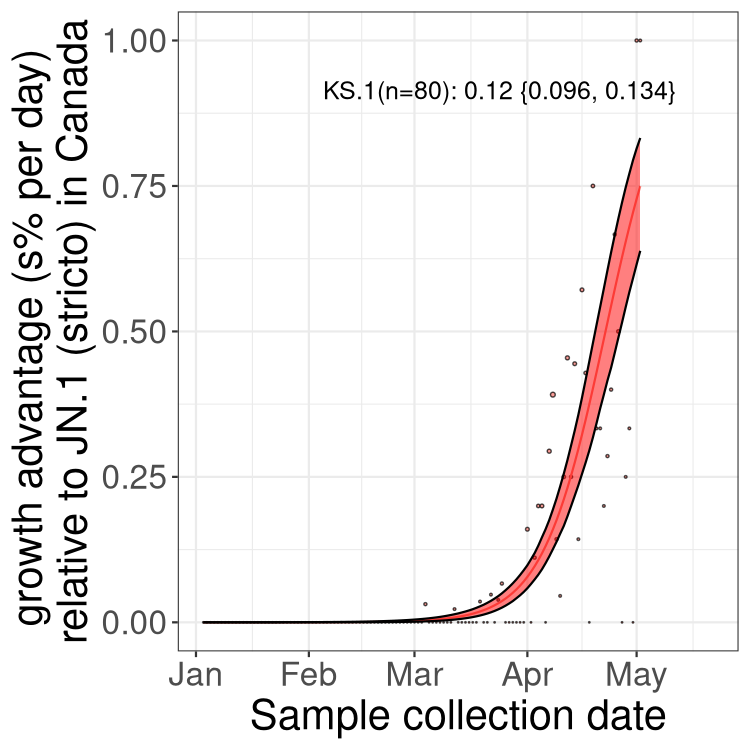 growth advantage (s% per day)
relative to JN.1 (stricto) in Canada
1.00
0.75
0.50
0.25
0.00
KS.1(n=80): 0.12 {0.096, 0.134}
Jan Feb Mar Apr May
Sample collection date